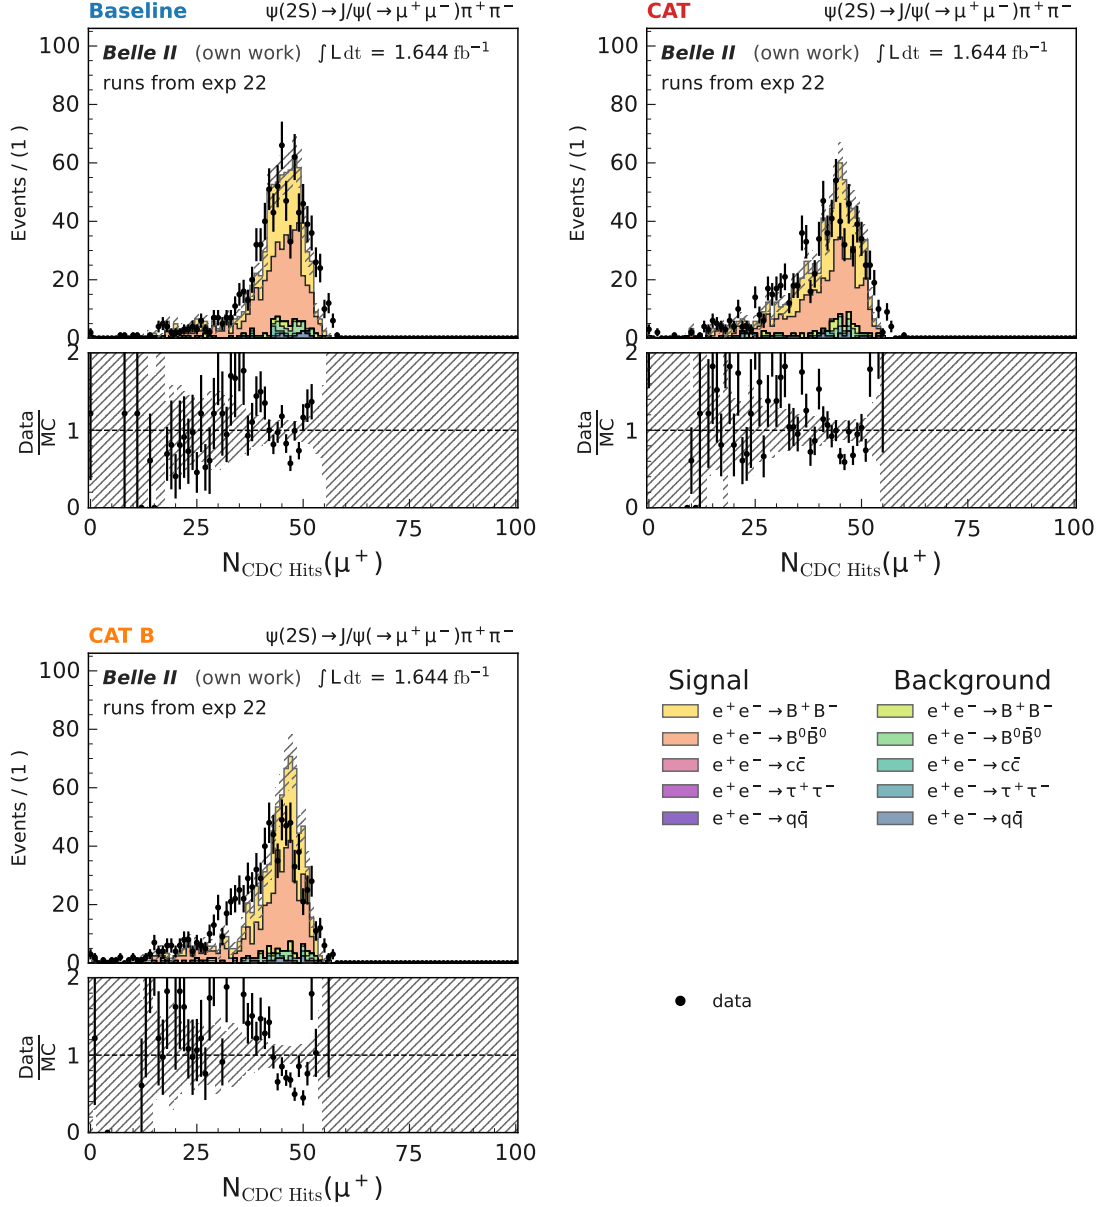 Baseline ψ(2S)→J/ψ(→μ⁺μ⁻)π⁺π⁻
Belle II (own work) ∫Ldt = 1.644 fb⁻¹
runs from exp 22
Events / (1 )
100
80
60
40
20
0
Data/MC
2
1
0
0 25 50 75 100
N_CDC Hits(μ⁺)
CAT ψ(2S)→J/ψ(→μ⁺μ⁻)π⁺π⁻
Belle II (own work) ∫Ldt = 1.644 fb⁻¹
runs from exp 22
Events / (1 )
100
80
60
40
20
0
Data/MC
2
1
0
0 25 50 75 100
N_CDC Hits(μ⁺)
CAT B ψ(2S)→J/ψ(→μ⁺μ⁻)π⁺π⁻
Belle II (own work) ∫Ldt = 1.644 fb⁻¹
runs from exp 22
Events / (1 )
100
80
60
40
20
0
Data/MC
2
1
0
0 25 50 75 100
N_CDC Hits(μ⁺)
Signal Background
e⁺e⁻→B⁺B⁻ e⁺e⁻→B⁺B⁻
e⁺e⁻→B⁰B̄⁰ e⁺e⁻→B⁰B̄⁰
e⁺e⁻→cc̄ e⁺e⁻→cc̄
e⁺e⁻→τ⁺τ⁻ e⁺e⁻→τ⁺τ⁻
e⁺e⁻→qq̄ e⁺e⁻→qq̄
data